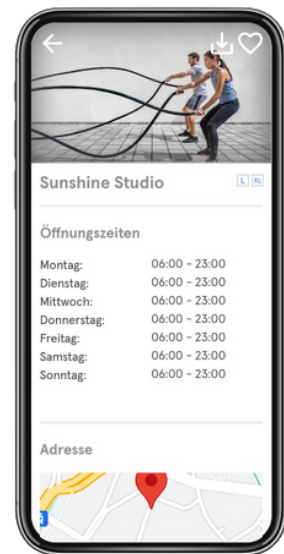 Sunshine Studio L XL
Öffnungszeiten
Montag: 06:00 - 23:00
Dienstag: 06:00 - 23:00
Mittwoch: 06:00 - 23:00
Donnerstag: 06:00 - 23:00
Freitag: 06:00 - 23:00
Samstag: 06:00 - 23:00
Sonntag: 06:00 - 23:00
Adresse